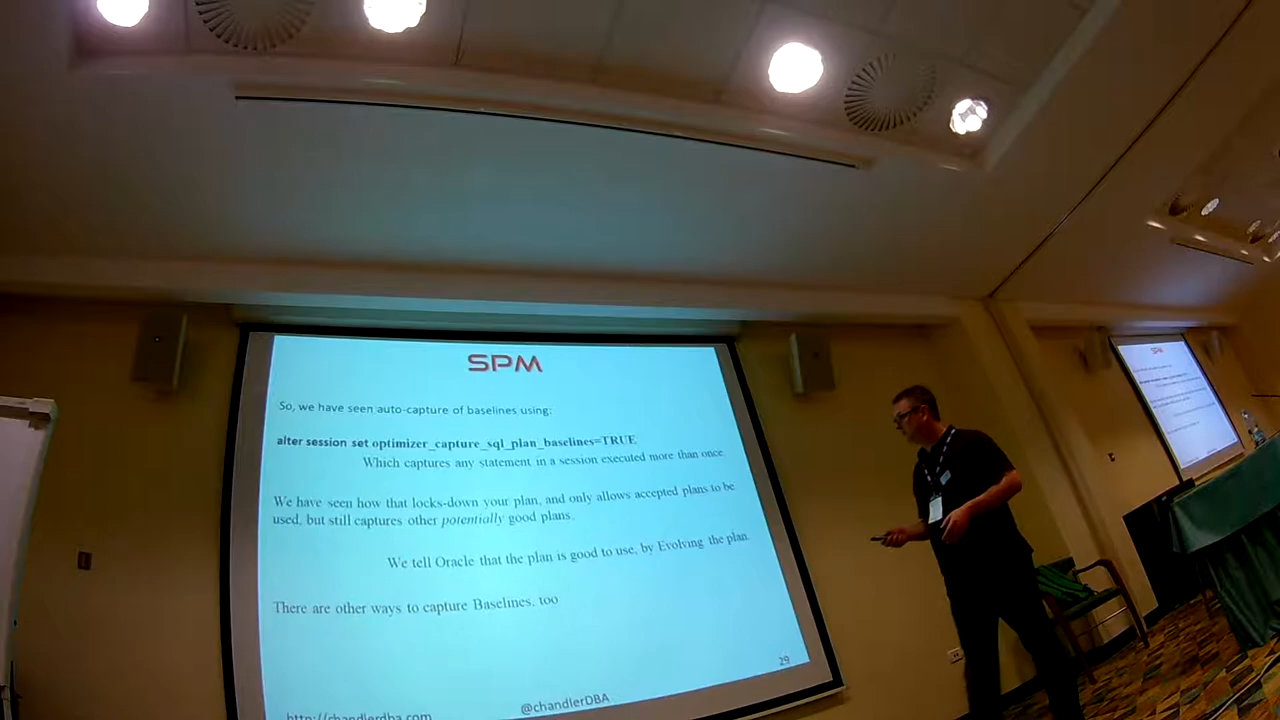 SPM
So, we have seen auto-capture of baselines using:
alter session set optimizer_capture_sql_plan_baselines=TRUE
Which captures any statement in a session executed more than once.
We have seen how that locks-down your plan, and only allows accepted plans to be
used, but still captures other potentially good plans.
We tell Oracle that the plan is good to use, by Evolving the plan.
There are other ways to capture Baselines, too
29
@chandlerDBA
http://chandlerdba.com